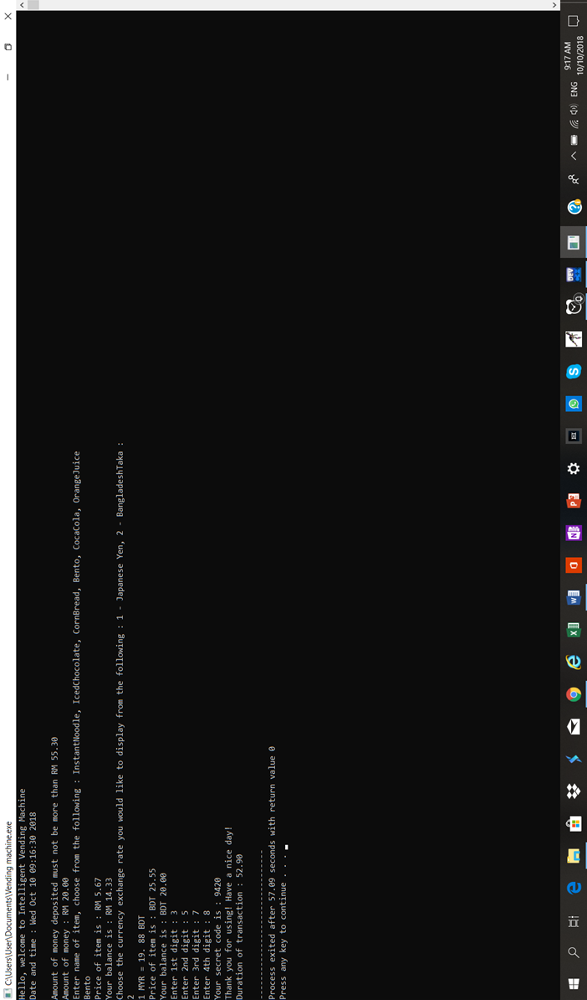 C:\Users\User\Documents\Vending machine.exe
Hello, welcome to Intelligent Vending Machine
Date and time : Wed Oct 10 09:16:30 2018
Amount of money deposited must not be more than RM 55.30
Amount of money : RM 20.00
Enter name of item, choose from the following : InstantNoodle, IcedChocolate, CornBread, Bento, CocaCola, OrangeJuice
Bento
Price of item is : RM 5.67
Your balance is : RM 14.33
Choose the currency exchange rate you would like to display from the following : 1 - Japanese Yen, 2 - BangladeshTaka :
2
1 MYR = 19. 88 BDT
Price of item is : BDT 25.55
Your balance is : BDT 20.00
Enter 1st digit : 3
Enter 2nd digit : 5
Enter 3rd digit : 7
Enter 4th digit : 8
Your secret code is : 9420
Thank you for using! Have a nice day!
Duration of transaction : 52.90
--------------------------------
Process exited after 57.09 seconds with return value 0
Press any key to continue . . .
DEV
ENG
9:17 AM
10/10/2018